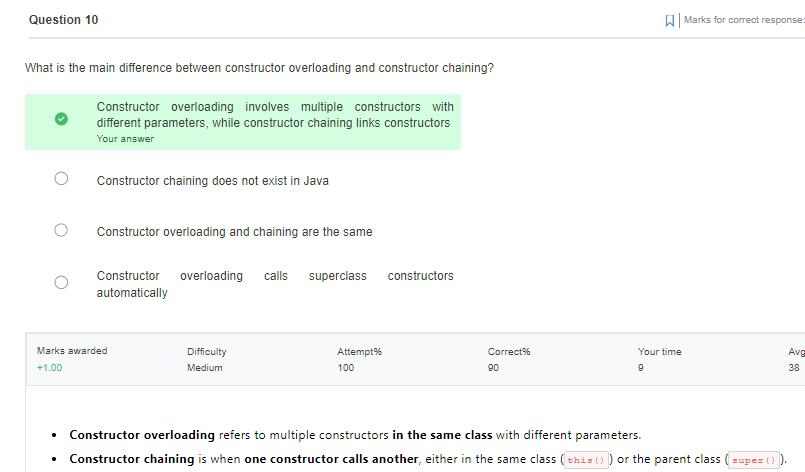 Question 10
Marks for correct response:
What is the main difference between constructor overloading and constructor chaining?
Constructor overloading involves multiple constructors with
different parameters, while constructor chaining links constructors
Your answer
Constructor chaining does not exist in Java
Constructor overloading and chaining are the same
Constructor overloading calls superclass constructors
automatically
Marks awarded Difficulty Attempt% Correct% Your time Avg
+1.00 Medium 100 90 9 38
• Constructor overloading refers to multiple constructors in the same class with different parameters.
• Constructor chaining is when one constructor calls another, either in the same class (this()) or the parent class (super()).